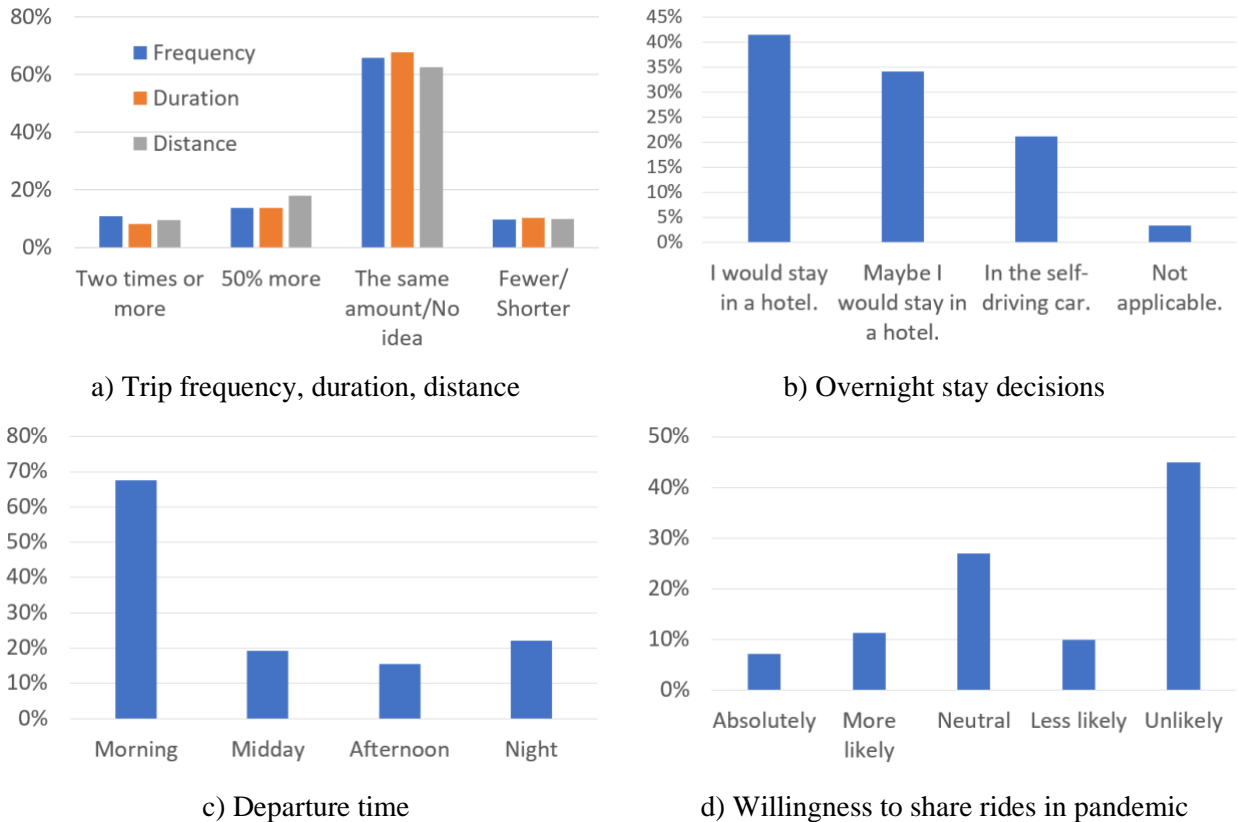 80%
60%
40%
20%
0%
Frequency
Duration
Distance
Two times or more
50% more
The same amount/No idea
Fewer/ Shorter
a) Trip frequency, duration, distance
45%
40%
35%
30%
25%
20%
15%
10%
5%
0%
I would stay in a hotel.
Maybe I would stay in a hotel.
In the self-driving car.
Not applicable.
b) Overnight stay decisions
80%
70%
60%
50%
40%
30%
20%
10%
0%
Morning
Midday
Afternoon
Night
c) Departure time
50%
40%
30%
20%
10%
0%
Absolutely
More likely
Neutral
Less likely
Unlikely
d) Willingness to share rides in pandemic